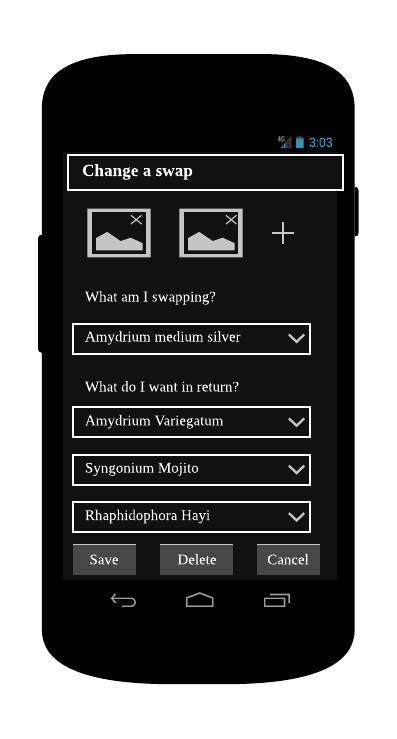 4G 3:03
Change a swap
What am I swapping?
Amydrium medium silver
What do I want in return?
Amydrium Variegatum
Syngonium Mojito
Rhaphidophora Hayi
Save Delete Cancel